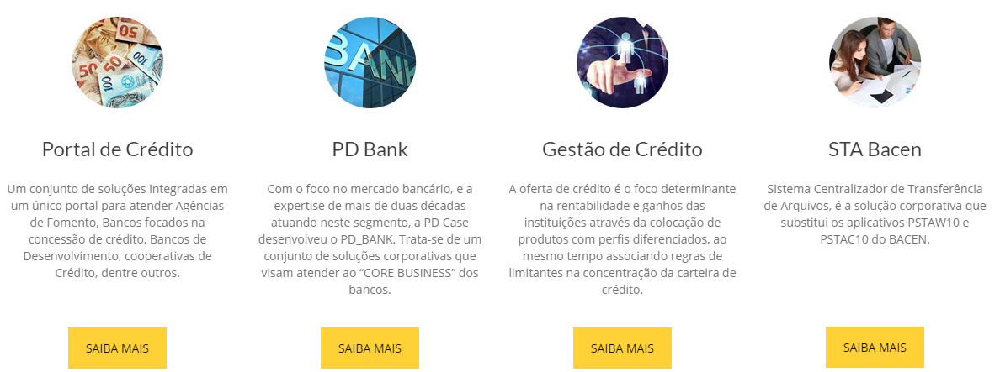 50
50
50
100
100
BANK
Portal de Crédito
Um conjunto de soluções integradas em
um único portal para atender Agências
de Fomento, Bancos focados na
concessão de crédito, Bancos de
Desenvolvimento, cooperativas de
Crédito, dentre outros.
SAIBA MAIS
PD Bank
Com o foco no mercado bancário, e a
expertise de mais de duas décadas
atuando neste segmento, a PD Case
desenvolveu o PD_BANK. Trata-se de um
conjunto de soluções corporativas que
visam atender ao “CORE BUSINESS” dos
bancos.
SAIBA MAIS
Gestão de Crédito
A oferta de crédito é o foco determinante
na rentabilidade e ganhos das
instituições através da colocação de
produtos com perfis diferenciados, ao
mesmo tempo associando regras de
limitantes na concentração da carteira de
crédito.
SAIBA MAIS
STA Bacen
Sistema Centralizador de Transferência
de Arquivos, é a solução corporativa que
substitui os aplicativos PSTAW10 e
PSTAC10 do BACEN.
SAIBA MAIS